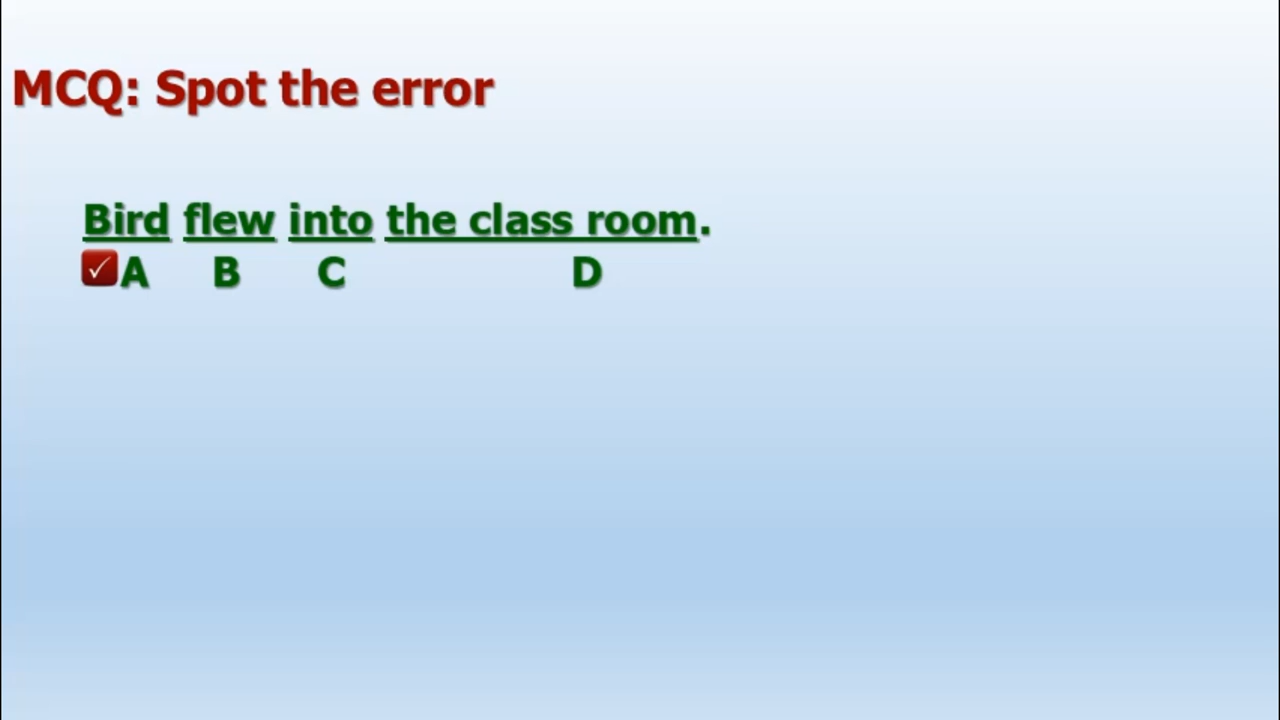 MCQ: Spot the error
Bird flew into the class room.
A B C D